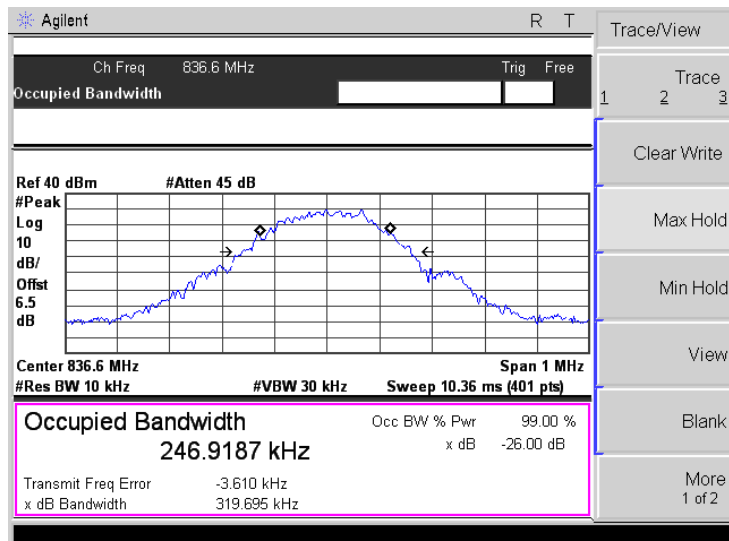 Agilent R T
Trace/View
Ch Freq 836.6 MHz Trig Free
Occupied Bandwidth
Trace
1 2 3
Clear Write
Ref 40 dBm #Atten 45 dB
#Peak
Log
10
dB/
Offst
6.5
dB
Max Hold
Min Hold
View
Center 836.6 MHz Span 1 MHz
#Res BW 10 kHz #VBW 30 kHz Sweep 10.36 ms (401 pts)
Blank
Occupied Bandwidth Occ BW % Pwr 99.00 %
246.9187 kHz x dB -26.00 dB
Transmit Freq Error -3.610 kHz
x dB Bandwidth 319.695 kHz
More
1 of 2